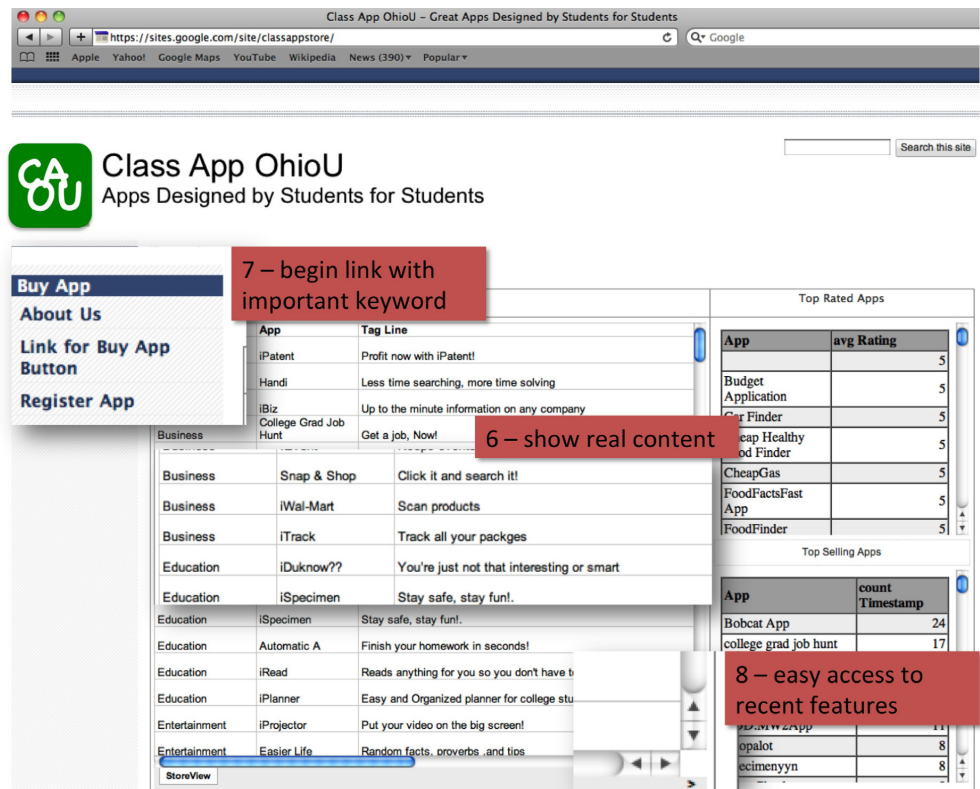 Class App OhioU – Great Apps Designed by Students for Students
https://sites.google.com/site/classappstore/
Google
Apple Yahoo! Google Maps YouTube Wikipedia News (390) Popular
Search this site
CAOU
Class App OhioU
Apps Designed by Students for Students
7 – begin link with
important keyword
Buy App
About Us
Link for Buy App
Button
Register App
App Tag Line
iPatent Profit now with iPatent!
Handi Less time searching, more time solving
iBiz Up to the minute information on any company
Business College Grad Job Hunt Get a job, Now!
6 – show real content
Business Snap & Shop Click it and search it!
Business iWal-Mart Scan products
Business iTrack Track all your packges
Education iDuknow?? You're just not that interesting or smart
Education iSpecimen Stay safe, stay fun!.
Education iSpecimen Stay safe, stay fun!.
Education Automatic A Finish your homework in seconds!
Education iRead Reads anything for you so you don't have
Education iPlanner Easy and Organized planner for college
Entertainment iProjector Put your video on the big screen!
Entertainment Easier Life Random facts, proverbs ,and tips
StoreView
Top Rated Apps
App avg Rating
5
Budget
Application 5
Finder 5
Healthy
Finder 5
CheapGas 5
FoodFactsFast
App 5
FoodFinder 5
Top Selling Apps
App count
Timestamp
Bobcat App 24
college grad job hunt 17
8 – easy access to
recent features
11
opalot 8
ecimenyyn 8